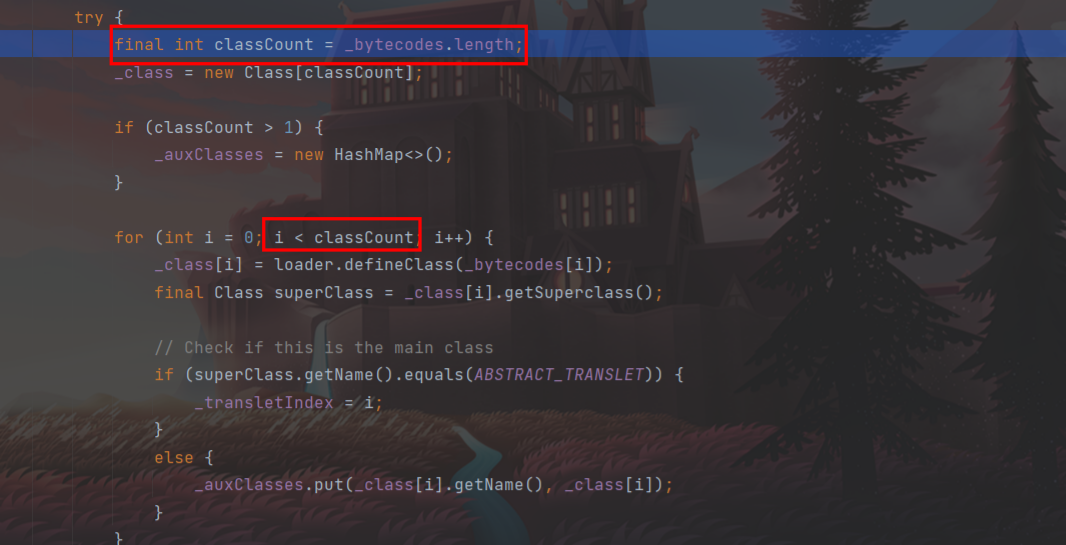 try {
final int classCount = _bytecodes.length;
_class = new Class[classCount];
if (classCount > 1) {
_auxClasses = new HashMap<>();
}
for (int i = 0; i < classCount; i++) {
_class[i] = loader.defineClass(_bytecodes[i]);
final Class superClass = _class[i].getSuperclass();
// Check if this is the main class
if (superClass.getName().equals(ABSTRACT_TRANSLET)) {
_transletIndex = i;
}
else {
_auxClasses.put(_class[i].getName(), _class[i]);
}
}